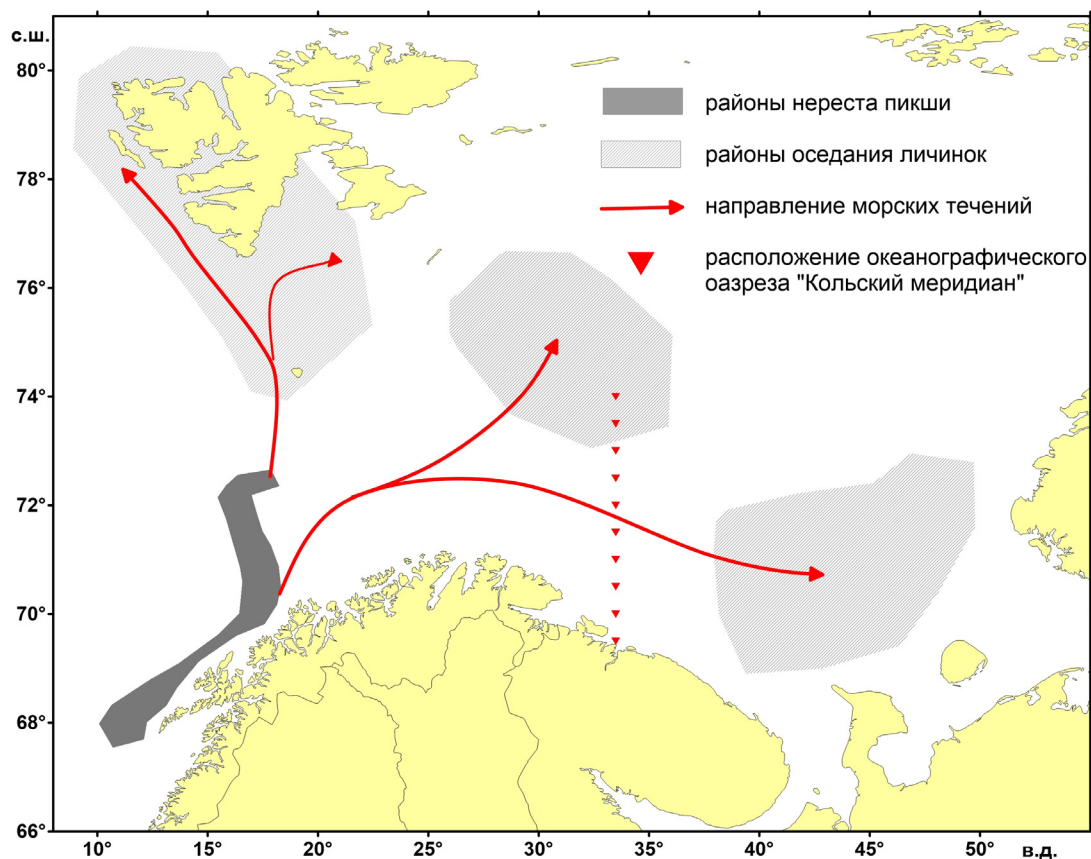 с.ш.
80°
78°
76°
74°
72°
70°
68°
66°
районы нереста пикши
районы оседания личинок
направление морских течений
расположение океанографического
оазреза "Кольский меридиан"
10°
15°
20°
25°
30°
35°
40°
45°
50°
в.д.